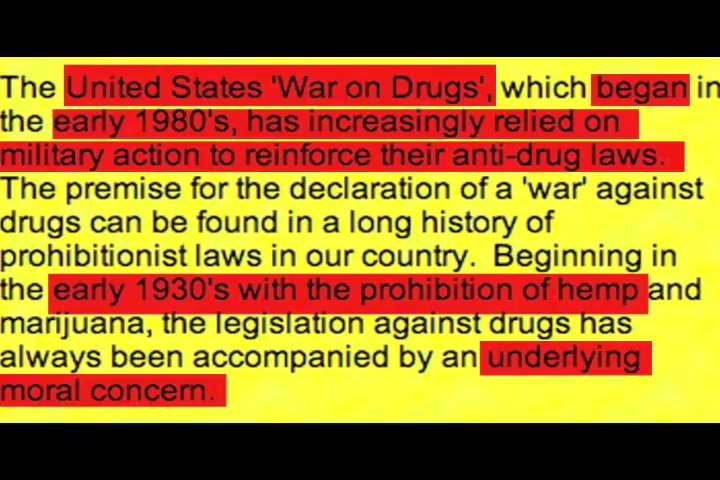 The United States 'War on Drugs', which began in
the early 1980's, has increasingly relied on
military action to reinforce their anti-drug laws.
The premise for the declaration of a 'war' against
drugs can be found in a long history of
prohibitionist laws in our country.  Beginning in
the early 1930's with the prohibition of hemp and
marijuana, the legislation against drugs has
always been accompanied by an underlying
moral concern.